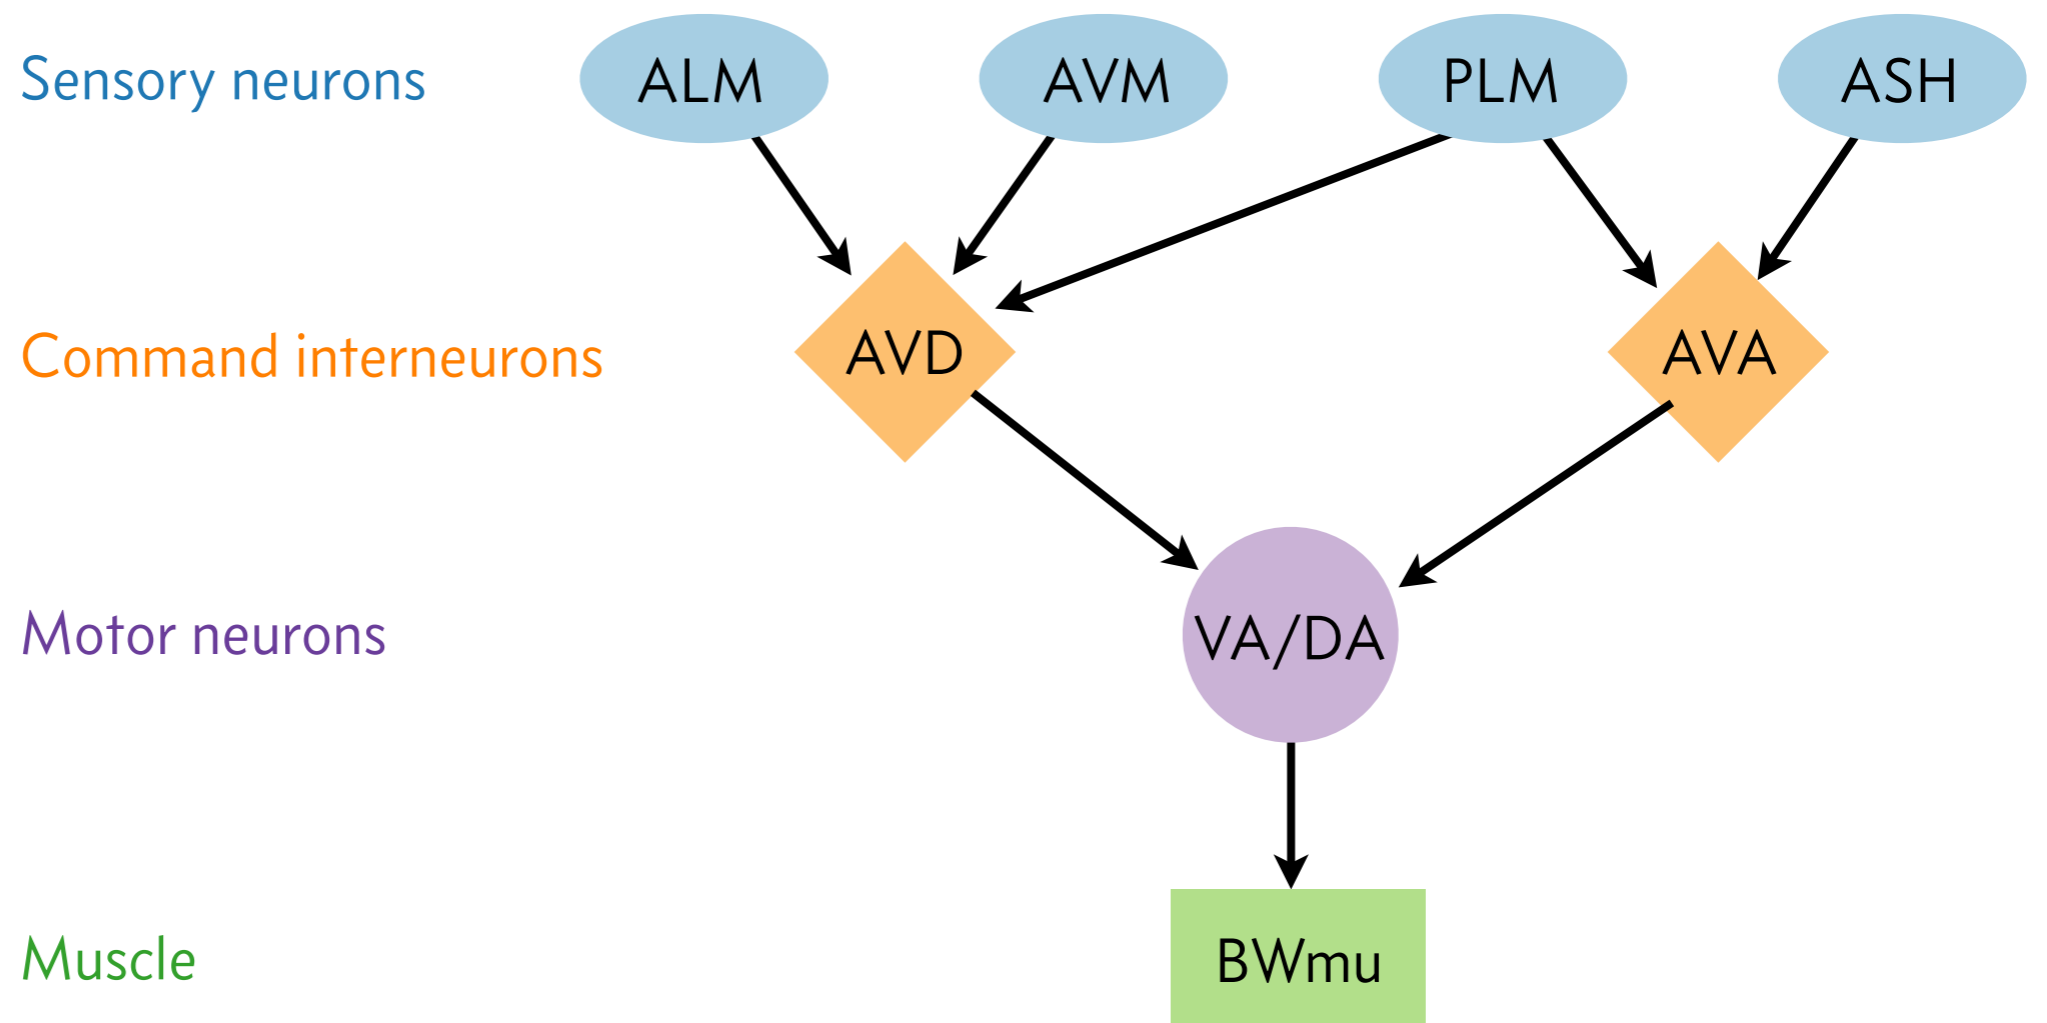 Sensory neurons
ALM
AVM
PLM
ASH
Command interneurons
AVD
AVA
Motor neurons
VA/DA
Muscle
BWmu